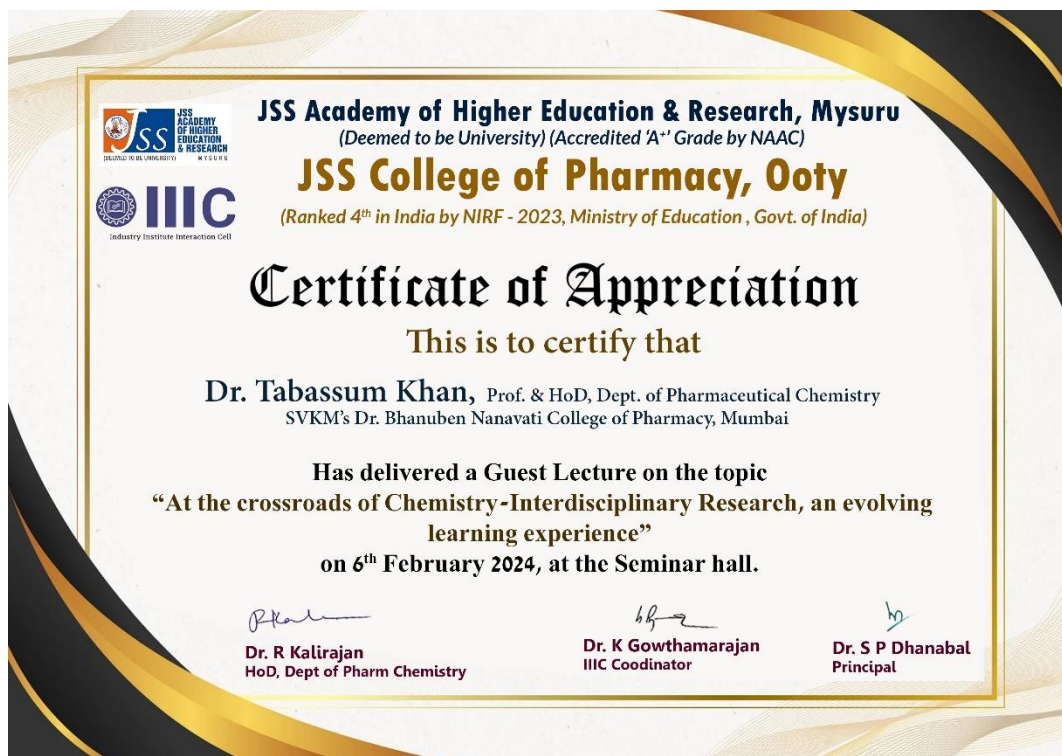 JSS
JSS
ACADEMY
OF HIGHER
EDUCATION
& RESEARCH
(DEEMED TO BE UNIVERSITY) MYSURU
JSS Academy of Higher Education & Research, Mysuru
(Deemed to be University) (Accredited ‘A⁺’ Grade by NAAC)
IIIC
Industry Institute Interaction Cell
JSS College of Pharmacy, Ooty
(Ranked 4th in India by NIRF - 2023, Ministry of Education , Govt. of India)
Certificate of Appreciation
This is to certify that
Dr. Tabassum Khan, Prof. & HoD, Dept. of Pharmaceutical Chemistry
SVKM’s Dr. Bhanuben Nanavati College of Pharmacy, Mumbai
Has delivered a Guest Lecture on the topic
“At the crossroads of Chemistry-Interdisciplinary Research, an evolving
learning experience”
on 6th February 2024, at the Seminar hall.
Dr. R Kalirajan
HoD, Dept of Pharm Chemistry
Dr. K Gowthamarajan
IIIC Coodinator
Dr. S P Dhanabal
Principal